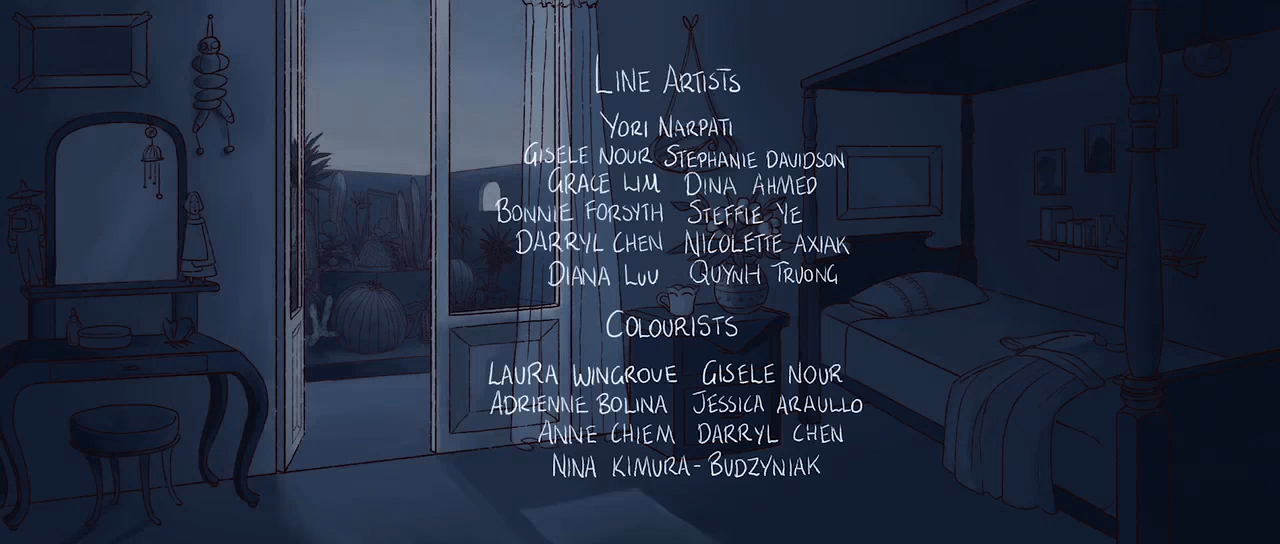 LINE ARTISTS
YORI NARPATI
GISELE NOUR STEPHANIE DAVIDSON
GRACE LIM DINA AHMED
BONNIE FORSYTH STEFFIE YE
DARRYL CHEN NICOLETTE AXIAK
DIANA LUU QUYNH TRUONG
COLOURISTS
LAURA WINGROVE GISELE NOUR
ADRIENNE BOLINA JESSICA ARAULLO
ANNE CHIEM DARRYL CHEN
NINA KIMURA-BUDZYNIAK